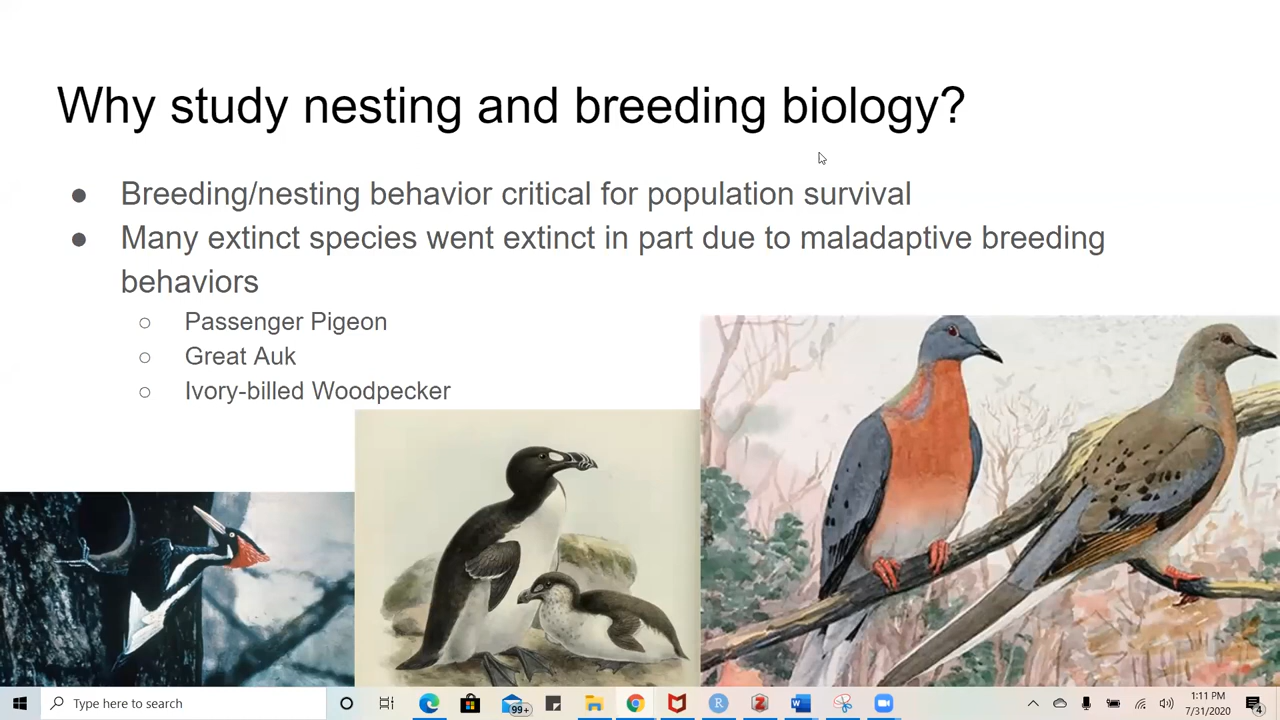 Why study nesting and breeding biology?
● Breeding/nesting behavior critical for population survival
● Many extinct species went extinct in part due to maladaptive breeding
behaviors
○ Passenger Pigeon
○ Great Auk
○ Ivory-billed Woodpecker
Type here to search
99+
R
Z
W
1:11 PM
7/31/2020
4